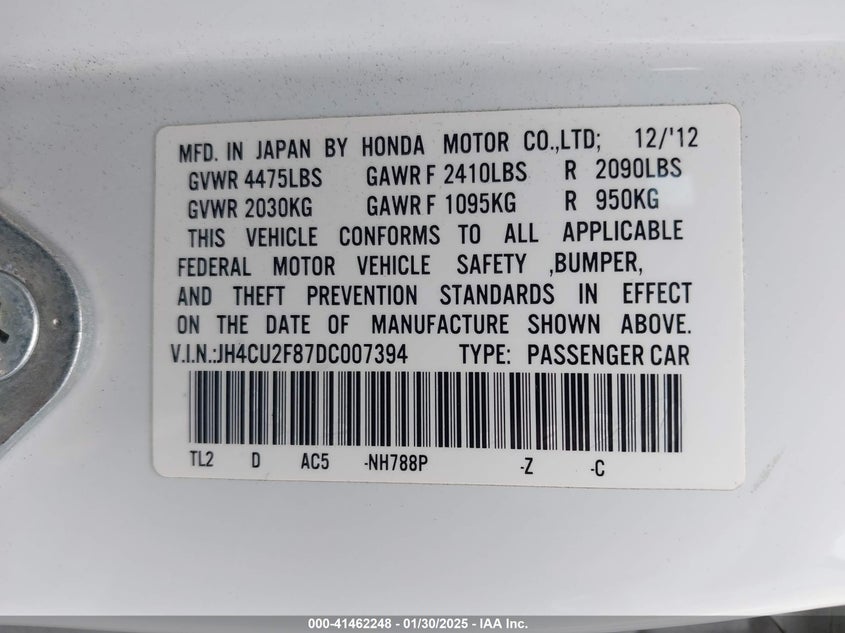 MFD. IN JAPAN BY HONDA MOTOR CO.,LTD; 12/'12
GVWR 4475LBS GAWR F 2410LBS R 2090LBS
GVWR 2030KG GAWR F 1095KG R 950KG
THIS VEHICLE CONFORMS TO ALL APPLICABLE
FEDERAL MOTOR VEHICLE SAFETY ,BUMPER,
AND THEFT PREVENTION STANDARDS IN EFFECT
ON THE DATE OF MANUFACTURE SHOWN ABOVE.
V.I.N.:JH4CU2F87DC007394 TYPE: PASSENGER CAR
TL2 D AC5 -NH788P -Z -C
000-41462248 - 01/30/2025 - IAA Inc.